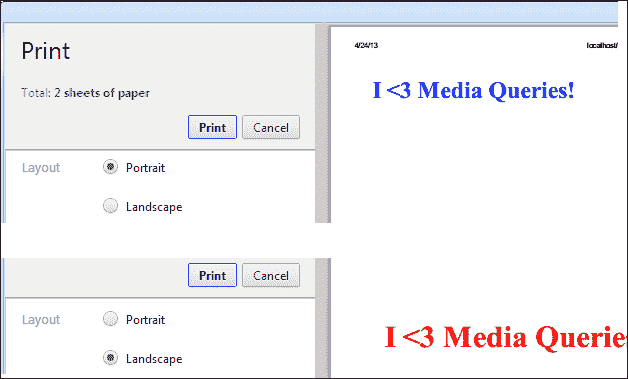 Print
Total: 2 sheets of paper
Print Cancel
Layout Portrait
Landscape
4/24/13 localhost/
I <3 Media Queries!
Print Cancel
Layout Portrait
Landscape
I <3 Media Querie